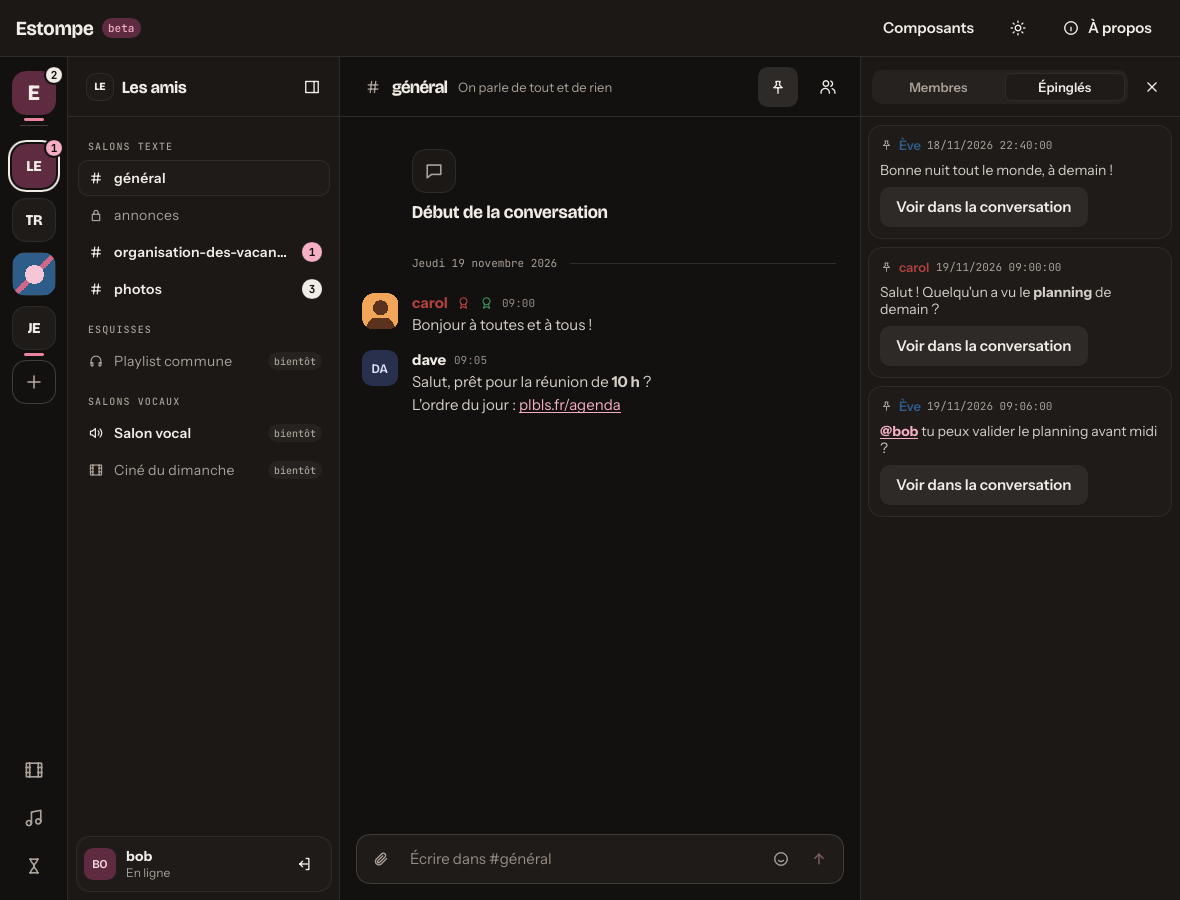 Estompe beta
Composants
À propos
E 2
LE 1
TR
JE
LE Les amis
SALONS TEXTE
# général
annonces
# organisation-des-vacan... 1
# photos 3
ESQUISSES
Playlist commune bientôt
SALONS VOCAUX
Salon vocal bientôt
Ciné du dimanche bientôt
BO bob
En ligne
# général On parle de tout et de rien
Début de la conversation
Jeudi 19 novembre 2026
carol 09:00
Bonjour à toutes et à tous !
DA dave 09:05
Salut, prêt pour la réunion de 10 h ?
L'ordre du jour : plbls.fr/agenda
Écrire dans #général
Membres Épinglés
Ève 18/11/2026 22:40:00
Bonne nuit tout le monde, à demain !
Voir dans la conversation
carol 19/11/2026 09:00:00
Salut ! Quelqu'un a vu le planning de
demain ?
Voir dans la conversation
Ève 19/11/2026 09:06:00
@bob tu peux valider le planning avant midi
?
Voir dans la conversation